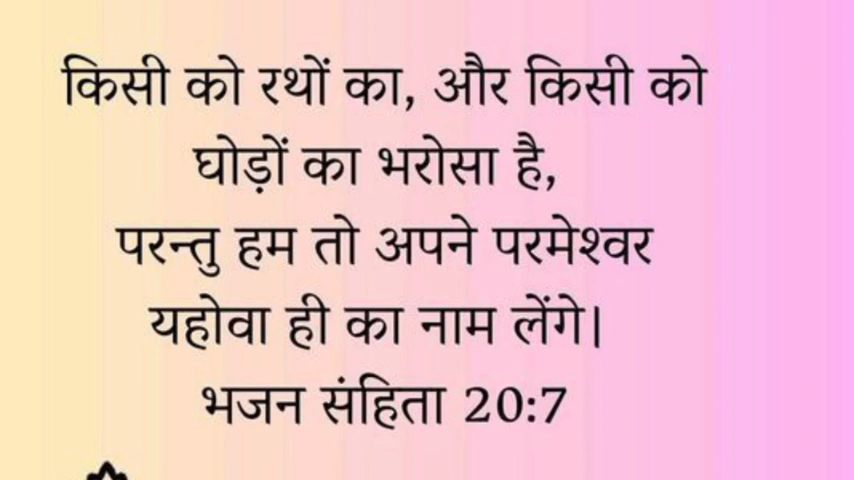 किसी को रथों का, और किसी को
घोड़ों का भरोसा है,
परन्तु हम तो अपने परमेश्वर
यहोवा ही का नाम लेंगे।
भजन संहिता 20:7